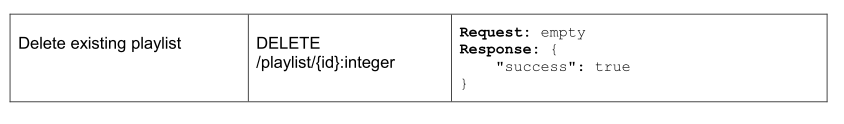 Delete existing playlist
DELETE
/playlist/{id}:integer
Request: empty
Response: {
    "success": true
}